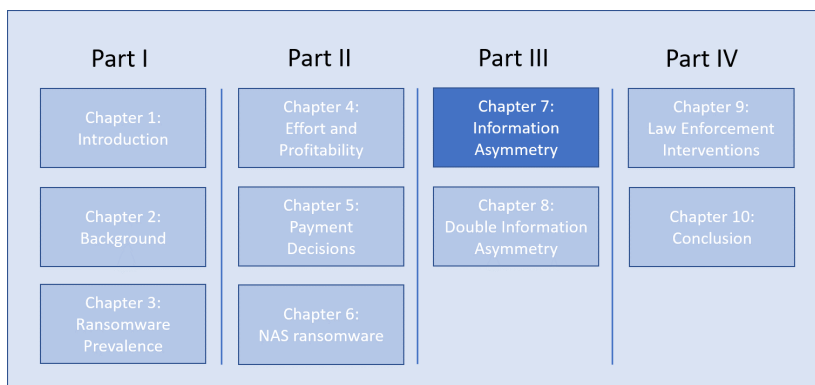 Part I
Chapter 1:
Introduction
Chapter 2:
Background
Chapter 3:
Ransomware
Prevalence
Part II
Chapter 4:
Effort and
Profitability
Chapter 5:
Payment
Decisions
Chapter 6:
NAS ransomware
Part III
Chapter 7:
Information
Asymmetry
Chapter 8:
Double Information
Asymmetry
Part IV
Chapter 9:
Law Enforcement
Interventions
Chapter 10:
Conclusion